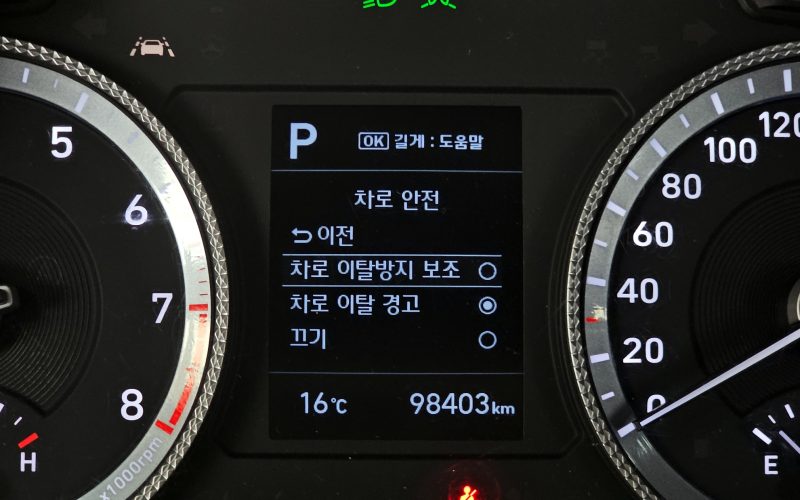 P
OK 길게 : 도움말
차로 안전
이전
차로 이탈방지 보조
차로 이탈 경고
끄기
16℃
98403km
5
6
7
8
x1000rpm
H
120
100
80
60
40
20
0
E